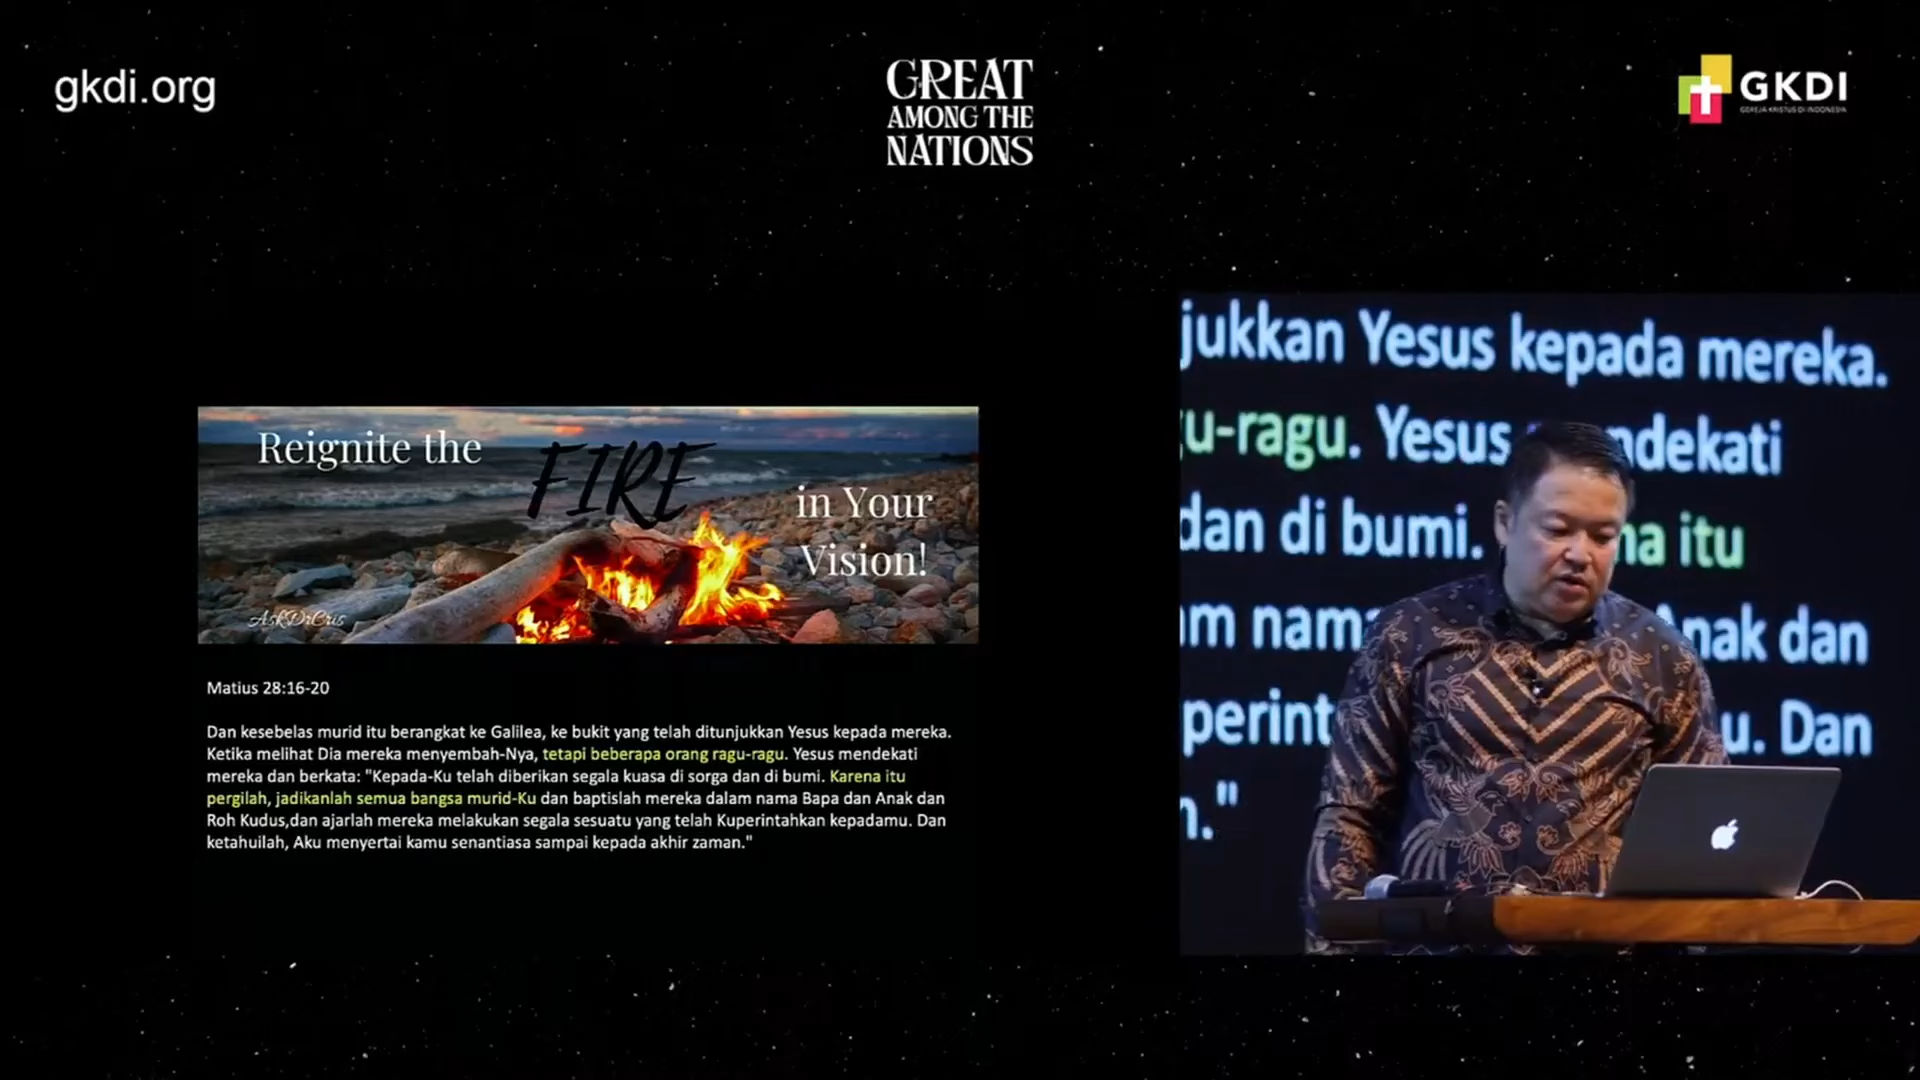 gkdi.org
GREAT
AMONG THE
NATIONS
GKDI
GEREJA KRISTUS DI INDONESIA
Reignite the
FIRE
in Your
Vision!
AskDrCris
Matius 28:16-20
Dan kesebelas murid itu berangkat ke Galilea, ke bukit yang telah ditunjukkan Yesus kepada mereka.
Ketika melihat Dia mereka menyembah-Nya, tetapi beberapa orang ragu-ragu. Yesus mendekati
mereka dan berkata: "Kepada-Ku telah diberikan segala kuasa di sorga dan di bumi. Karena itu
pergilah, jadikanlah semua bangsa murid-Ku dan baptislah mereka dalam nama Bapa dan Anak dan
Roh Kudus,dan ajarlah mereka melakukan segala sesuatu yang telah Kuperintahkan kepadamu. Dan
ketahuilah, Aku menyertai kamu senantiasa sampai kepada akhir zaman."
jukkan Yesus kepada mereka.
u-ragu. Yesus ndekati
dan di bumi. na itu
m nama Anak dan
perint u. Dan
n."